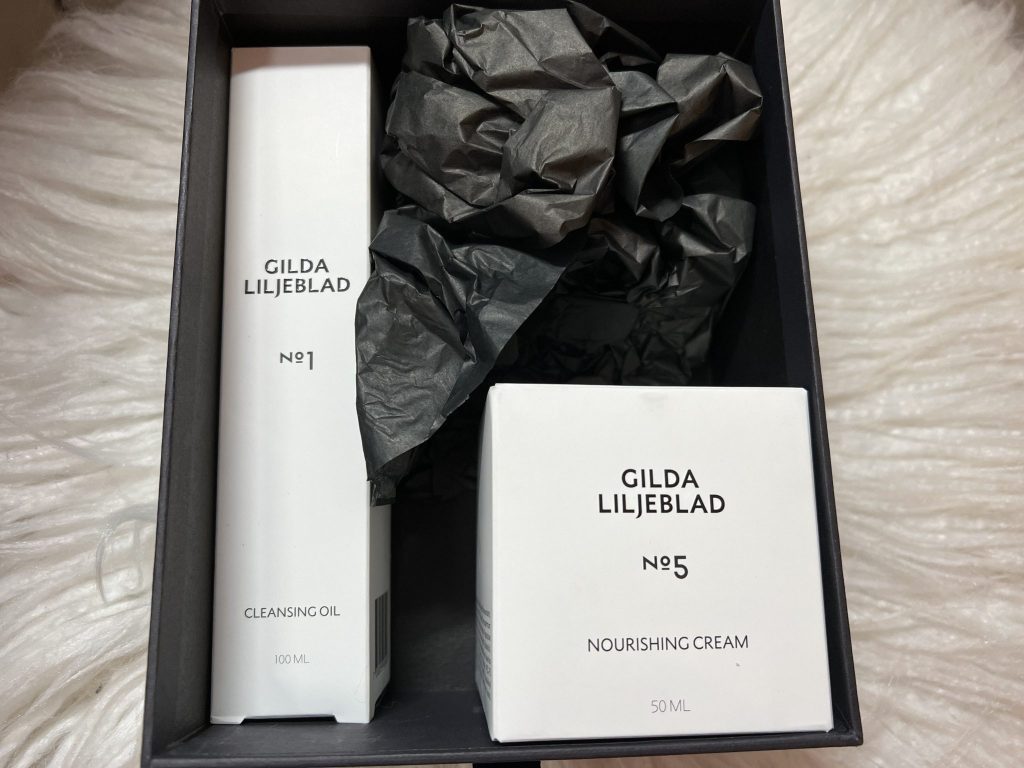 GILDA
LILJEBLAD
Nº1
CLEANSING OIL
100 ML
GILDA
LILJEBLAD
Nº5
NOURISHING CREAM
50 ML